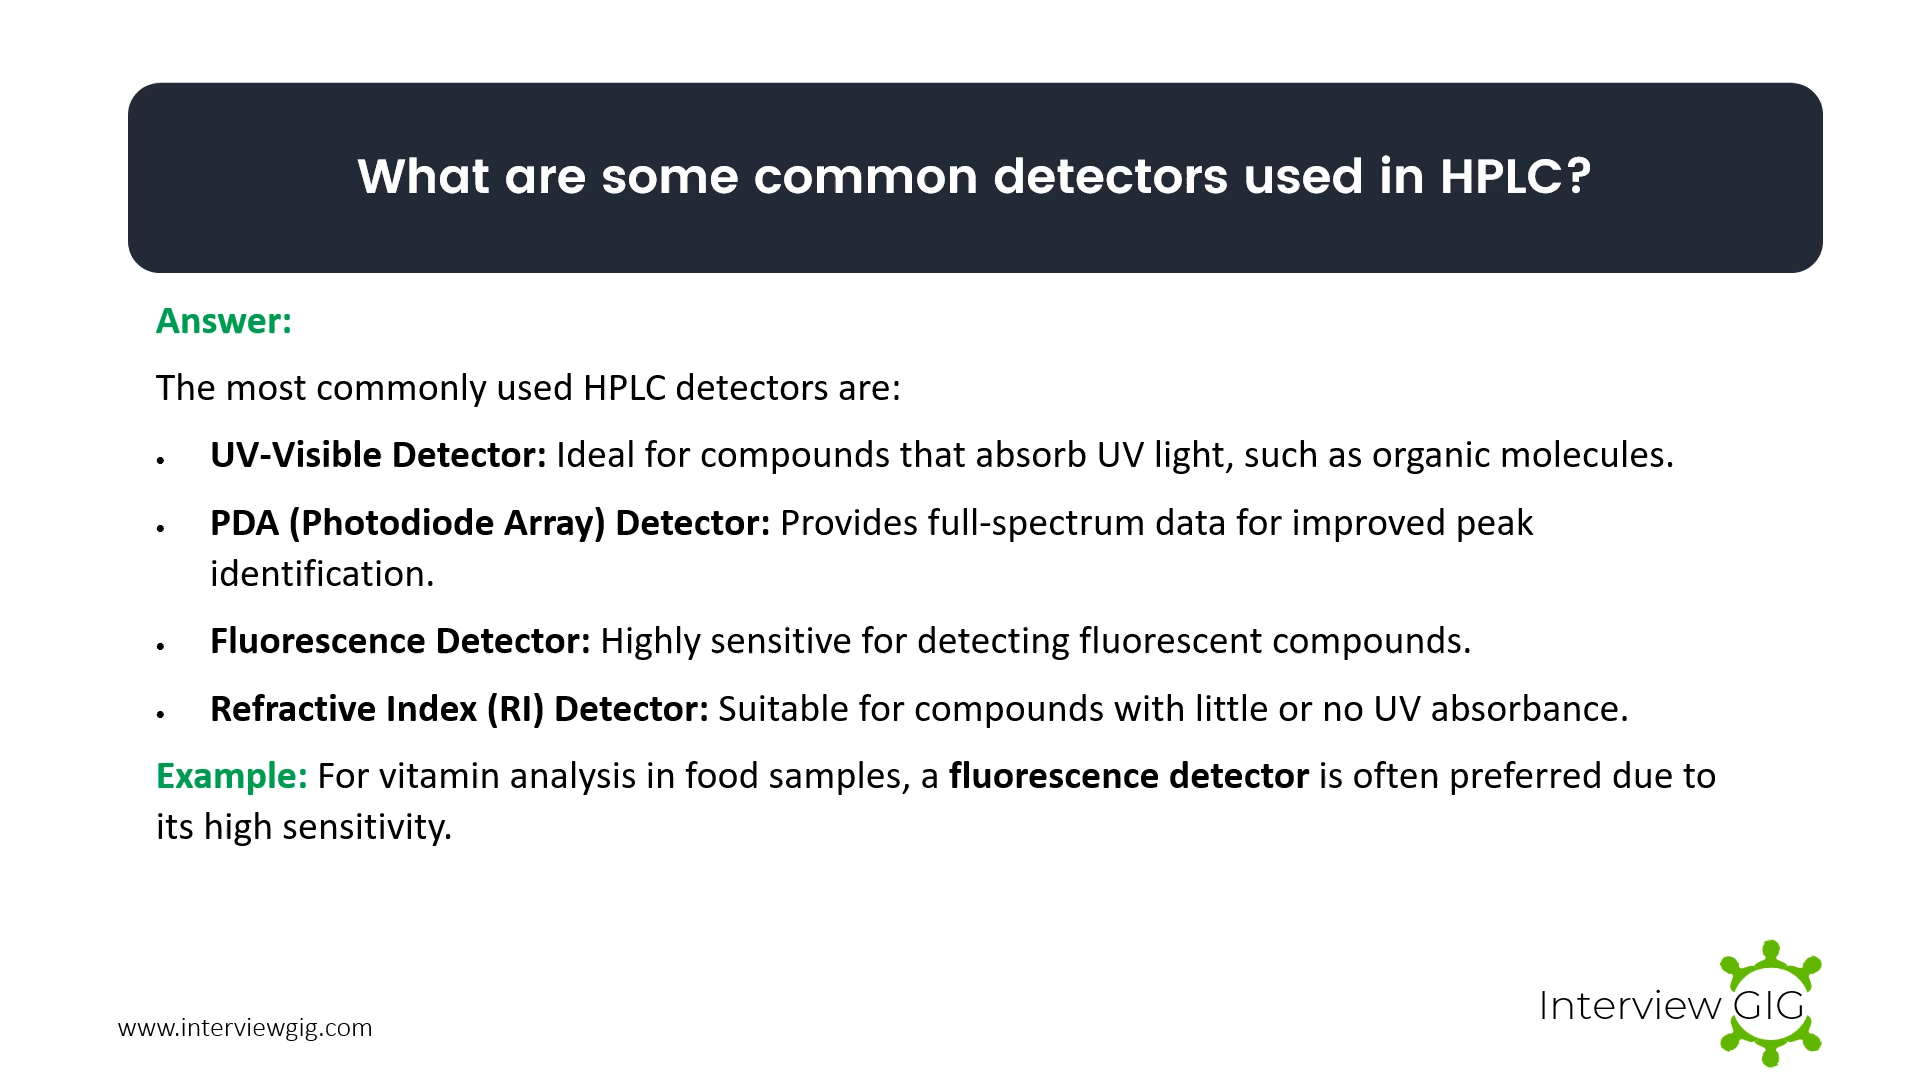 What are some common detectors used in HPLC?
Answer:
The most commonly used HPLC detectors are:
• UV-Visible Detector: Ideal for compounds that absorb UV light, such as organic molecules.
• PDA (Photodiode Array) Detector: Provides full-spectrum data for improved peak
identification.
• Fluorescence Detector: Highly sensitive for detecting fluorescent compounds.
• Refractive Index (RI) Detector: Suitable for compounds with little or no UV absorbance.
Example: For vitamin analysis in food samples, a fluorescence detector is often preferred due to
its high sensitivity.
www.interviewgig.com
Interview GIG